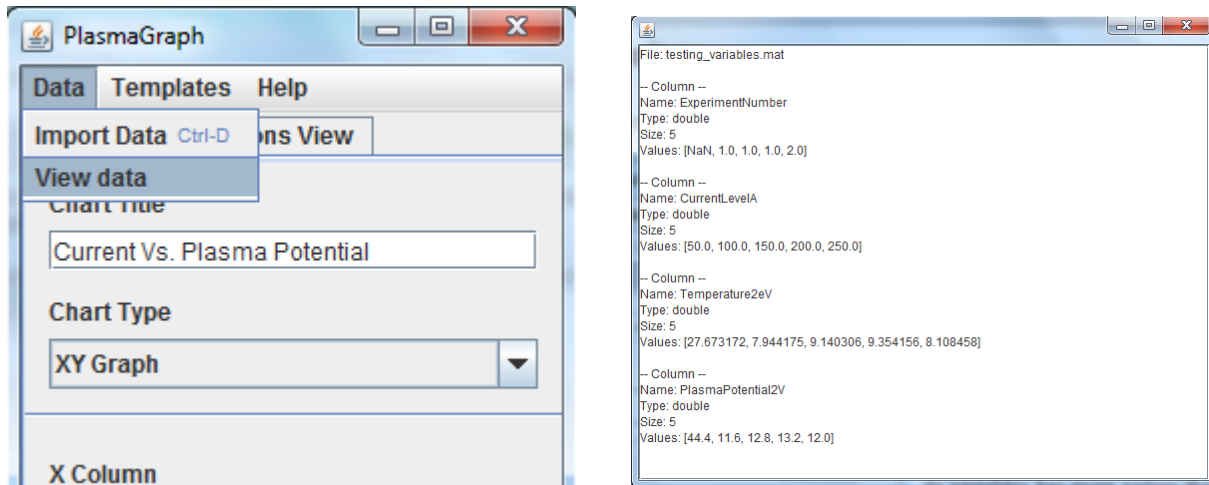 PlasmaGraph
Data Templates Help
Import Data Ctrl-D ons View
View data
Chart Title
Current Vs. Plasma Potential
Chart Type
XY Graph
X Column
File: testing_variables.mat
-- Column --
Name: ExperimentNumber
Type: double
Size: 5
Values: [NaN, 1.0, 1.0, 1.0, 2.0]
-- Column --
Name: CurrentLevelA
Type: double
Size: 5
Values: [50.0, 100.0, 150.0, 200.0, 250.0]
-- Column --
Name: Temperature2eV
Type: double
Size: 5
Values: [27.673172, 7.944175, 9.140306, 9.354156, 8.108458]
-- Column --
Name: PlasmaPotential2V
Type: double
Size: 5
Values: [44.4, 11.6, 12.8, 13.2, 12.0]